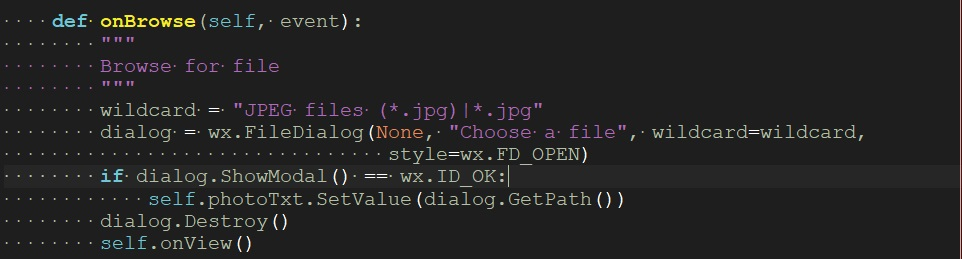 def onBrowse(self, event):
        """
        Browse for file
        """
        wildcard = "JPEG files (*.jpg)|*.jpg"
        dialog = wx.FileDialog(None, "Choose a file", wildcard=wildcard,
                                style=wx.FD_OPEN)
        if dialog.ShowModal() == wx.ID_OK:
            self.photoTxt.SetValue(dialog.GetPath())
        dialog.Destroy()
        self.onView()